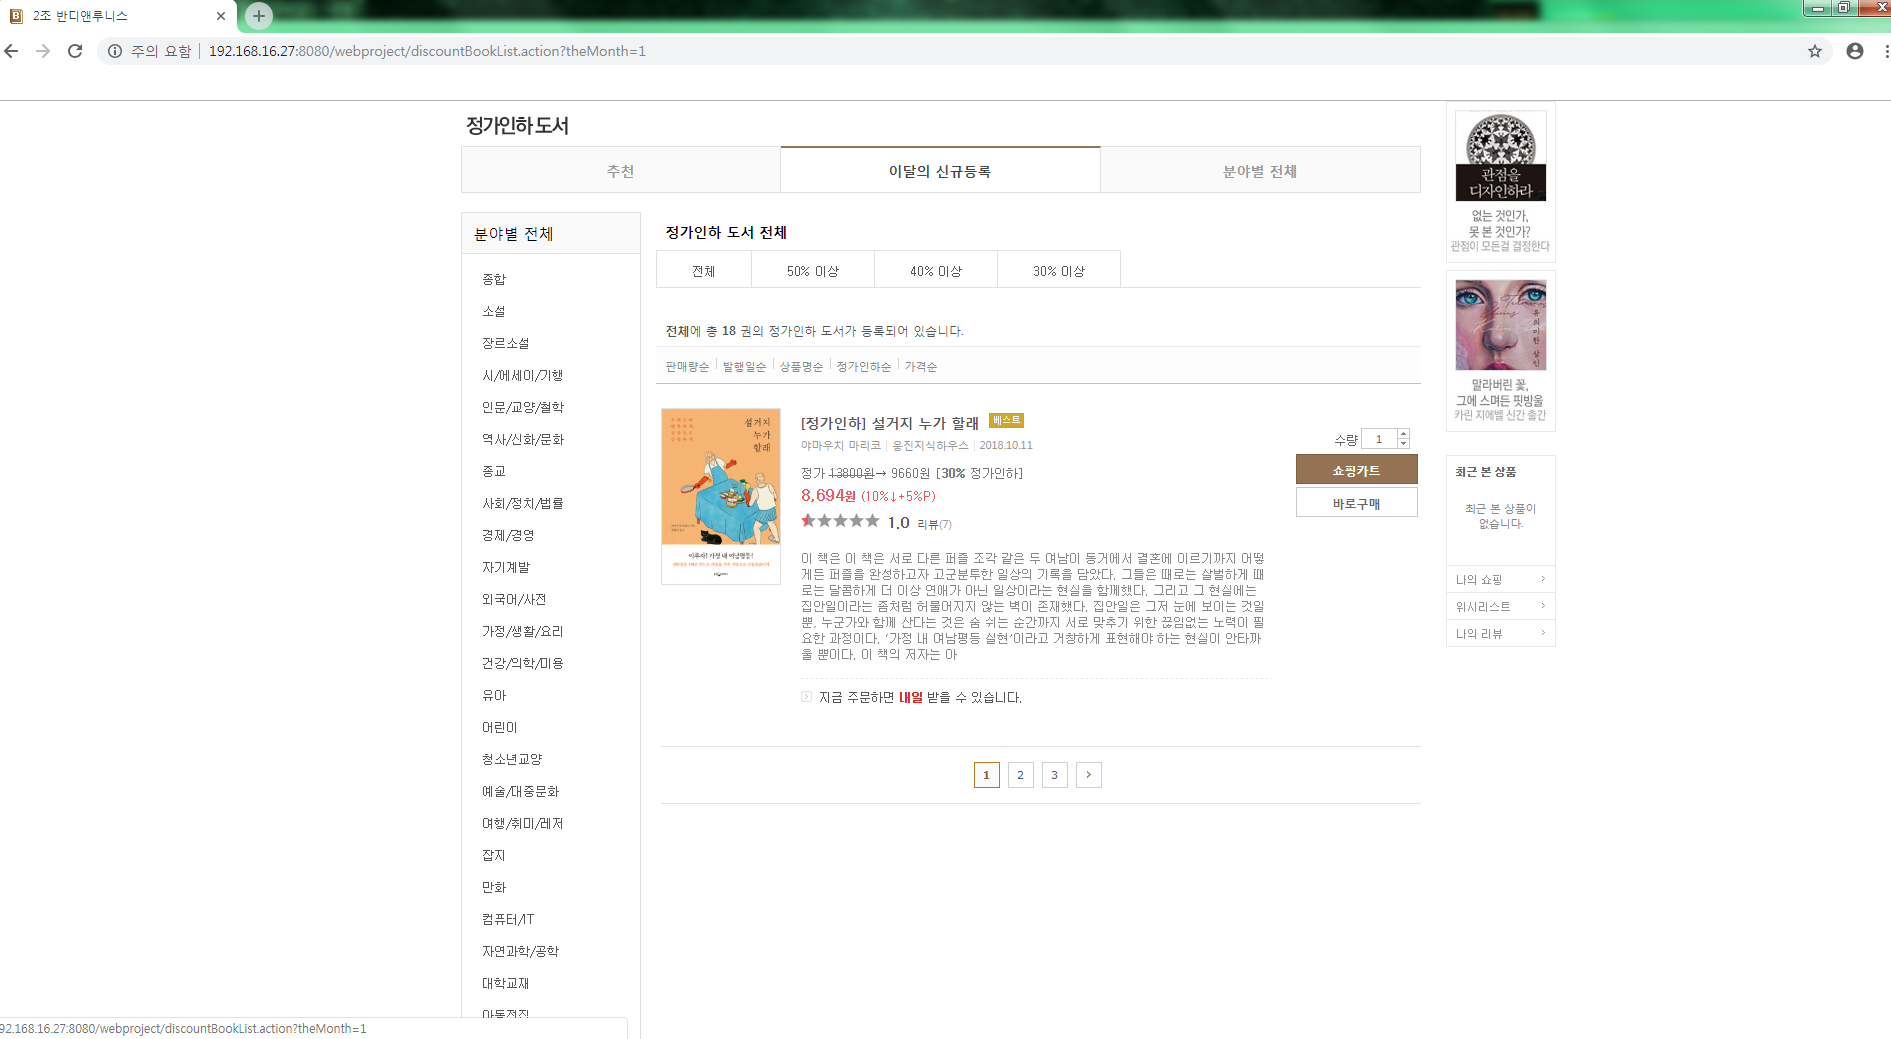 2조 반디앤루니스
주의 요함 192.168.16.27:8080/webproject/discountBookList.action?theMonth=1
정가인하 도서
추천
이달의 신규등록
분야별 전체
분야별 전체
종합
소설
장르소설
시/에세이/기행
인문/교양/철학
역사/신화/문화
종교
사회/정치/법률
경제/경영
자기계발
외국어/사전
가정/생활/요리
건강/의학/미용
유아
어린이
청소년교양
예술/대중문화
여행/취미/레저
잡지
만화
컴퓨터/IT
자연과학/공학
대학교재
아동전집
정가인하 도서 전체
전체
50% 이상
40% 이상
30% 이상
전체에 총 18 권의 정가인하 도서가 등록되어 있습니다.
판매량순 발행일순 상품명순 정가인하순 가격순
설거지
누가
할래
[정가인하] 설거지 누가 할래 베스트
야마우치 마리코 웅진지식하우스 2018.10.11
정가 13800원→ 9660원 [30% 정가인하]
8,694원 (10%↓+5%P)
1.0 리뷰(7)
이 책은 이 책은 서로 다른 퍼즐 조각 같은 두 여남이 동거에서 결혼에 이르기까지 어떻
게든 퍼즐을 완성하고자 고군분투한 일상의 기록을 담았다. 그들은 때로는 살벌하게 때
로는 달콤하게 더 이상 연애가 아닌 일상이라는 현실을 함께했다. 그리고 그 현실에는
집안일이라는 좀처럼 허물어지지 않는 벽이 존재했다. 집안일은 그저 눈에 보이는 것일
뿐, 누군가와 함께 산다는 것은 숨 쉬는 순간까지 서로 맞추기 위한 끊임없는 노력이 필
요한 과정이다. ‘가정 내 여남평등 실현’이라고 거창하게 표현해야 하는 현실이 안타까
울 뿐이다. 이 책의 저자는 아
지금 주문하면 내일 받을 수 있습니다.
수량 1
쇼핑카트
바로구매
1 2 3 >
관점을
디자인하라
없는 것인가,
못 본 것인가?
관점이 모든걸 결정한다
유의미한 살인
말라버린 꽃,
그에 스며든 핏방울
카린 지에벨 신간 출간
최근 본 상품
최근 본 상품이
없습니다.
나의 쇼핑
위시리스트
나의 리뷰
92.168.16.27:8080/webproject/discountBookList.action?theMonth=1